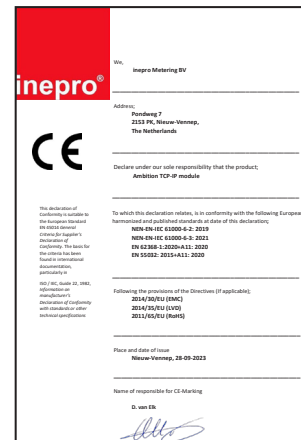 inepro®
CE
This declaration of
Conformity is suitable to
the European Standard
EN 45014 General
Criteria for Supplier's
Declaration of
Conformity. The basis for
the criteria has been
found in international
documentation,
particularly in
ISO / IEC, Guide 22, 1982,
Information on
manufacturer's
Declaration of Conformity
with standards or other
technical specifications
We,
inepro Metering BV
Address;
Pondweg 7
2153 PK, Nieuw-Vennep,
The Netherlands
Declare under our sole responsibility that the product;
Ambition TCP-IP module
To which this declaration relates, is in conformity with the following European
harmonized and published standards at date of this declaration;
NEN-EN-IEC 61000-6-2: 2019
NEN-EN-IEC 61000-6-3: 2021
EN 62368-1:2020+A11: 2020
EN 55032: 2015+A11: 2020
Following the provisions of the Directives (If applicable);
2014/30/EU (EMC)
2014/35/EU (LVD)
2011/65/EU (RoHS)
Place and date of issue
Nieuw-Vennep, 28-09-2023
Name of responsible for CE-Marking
D. van Elk